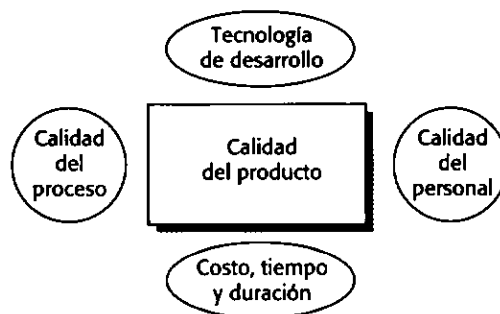 Tecnología
de desarrollo
Calidad
del
proceso
Calidad
del producto
Calidad
del
personal
Costo, tiempo
y duración